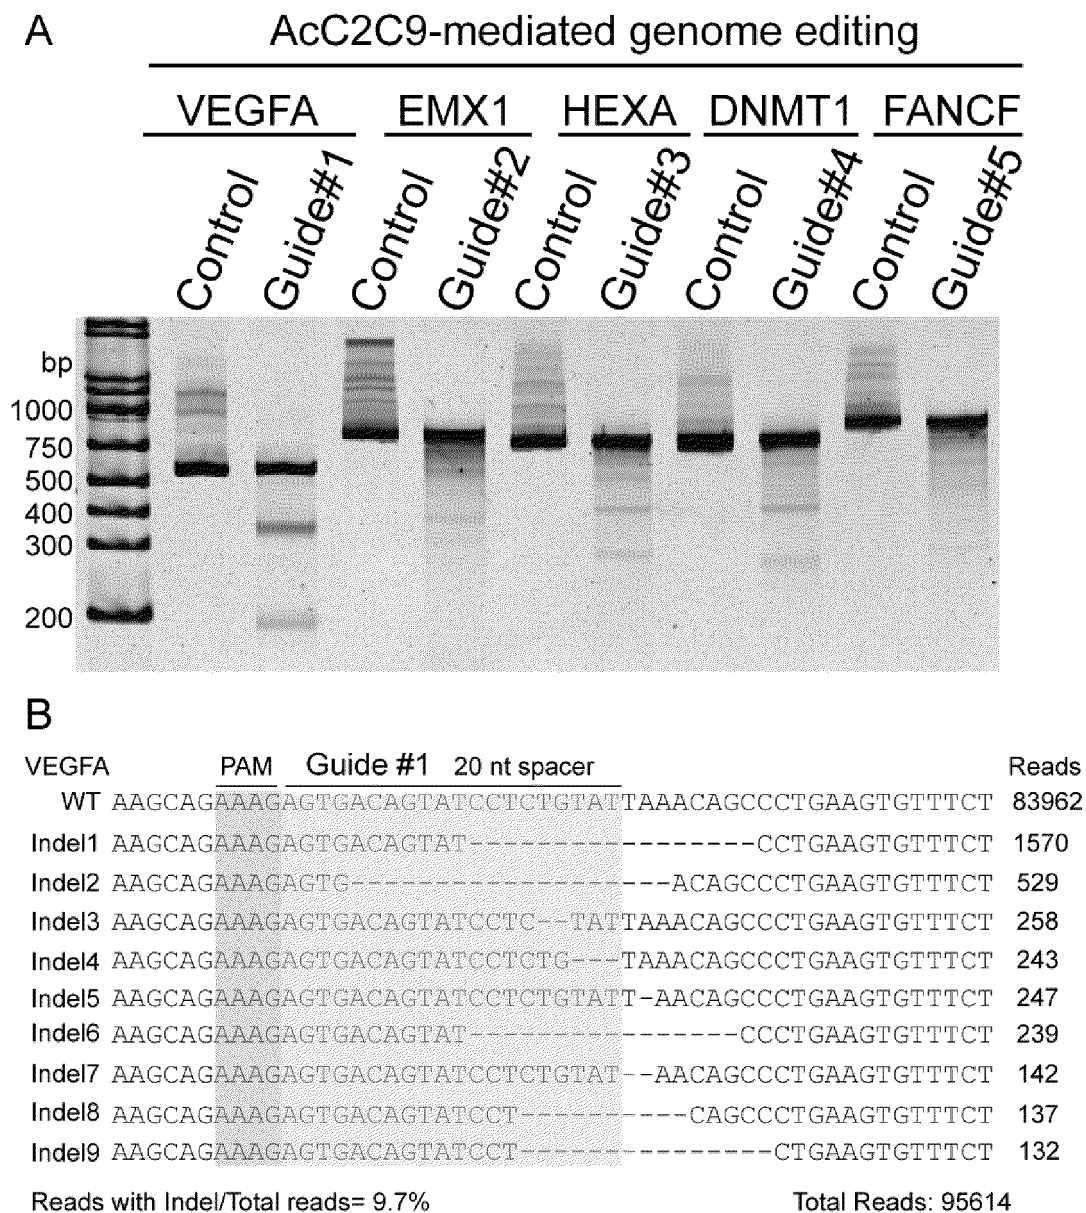 A
AcC2C9-mediated genome editing
VEGFA EMX1 HEXA DNMT1 FANCF
Control Guide#1 Control Guide#2 Control Guide#3 Control Guide#4 Control Guide#5
bp
1000
750
500
400
300
200
B
VEGFA PAM Guide #1 20 nt spacer Reads
WT AAGCAGAAAGAGTGACAGTATCCTCTGTATTAAACAGCCCTGAAGTGTTTCT 83962
Indel1 AAGCAGAAAGAGTGACAGTAT-----------------CCTGAAGTGTTTCT 1570
Indel2 AAGCAGAAAGAGTG-------------------ACAGCCCTGAAGTGTTTCT 529
Indel3 AAGCAGAAAGAGTGACAGTATCCTC--TATTAAACAGCCCTGAAGTGTTTCT 258
Indel4 AAGCAGAAAGAGTGACAGTATCCTCTG---TAAACAGCCCTGAAGTGTTTCT 243
Indel5 AAGCAGAAAGAGTGACAGTATCCTCTGTATT-AACAGCCCTGAAGTGTTTCT 247
Indel6 AAGCAGAAAGAGTGACAGTAT----------------CCCTGAAGTGTTTCT 239
Indel7 AAGCAGAAAGAGTGACAGTATCCTCTGTAT--AACAGCCCTGAAGTGTTTCT 142
Indel8 AAGCAGAAAGAGTGACAGTATCCT----------CAGCCCTGAAGTGTTTCT 137
Indel9 AAGCAGAAAGAGTGACAGTATCCT---------------CTGAAGTGTTTCT 132
Reads with Indel/Total reads= 9.7% Total Reads: 95614